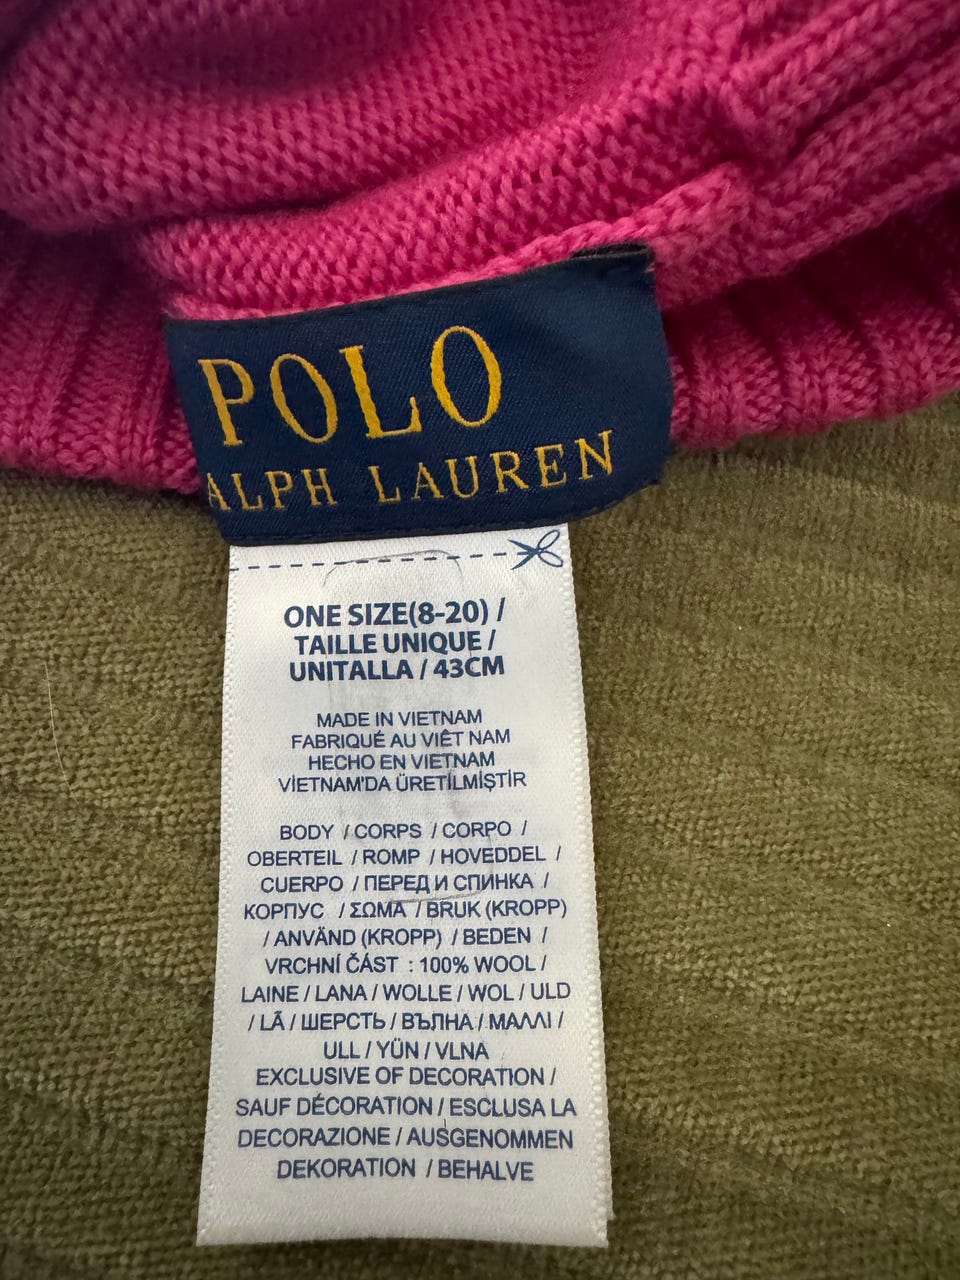 POLO
ALPH LAUREN
ONE SIZE(8-20) /
TAILLE UNIQUE /
UNITALLA / 43CM
MADE IN VIETNAM
FABRIQUÉ AU VIÊT NAM
HECHO EN VIETNAM
VİETNAM'DA ÜRETİLMİŞTİR
BODY / CORPS / CORPO /
OBERTEIL / ROMP / HOVEDDEL /
CUERPO / ПЕРЕД И СПИНКА /
КОРПУС / ΣΩΜΑ / BRUK (KROPP)
/ ANVÄND (KROPP) / BEDEN /
VRCHNÍ ČÁST : 100% WOOL /
LAINE / LANA / WOLLE / WOL / ULD
/ LÃ / ШЕРСТЬ / ВЪЛНА / ΜΑΛΛΙ /
ULL / YÜN / VLNA
EXCLUSIVE OF DECORATION /
SAUF DÉCORATION / ESCLUSA LA
DECORAZIONE / AUSGENOMMEN
DEKORATION / BEHALVE